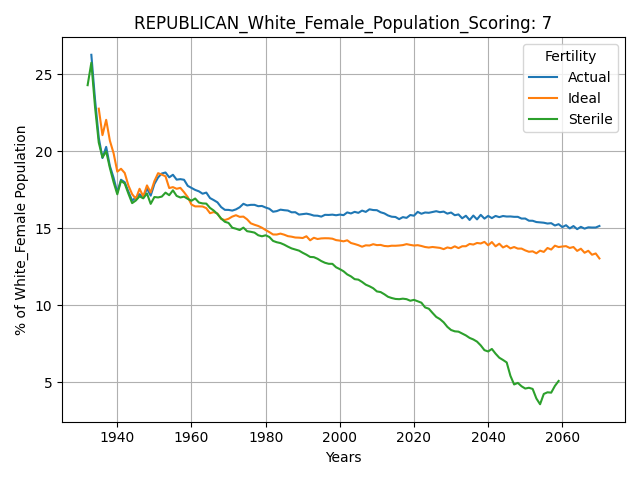 REPUBLICAN_White_Female_Population_Scoring: 7
% of White_Female Population
25
20
15
10
5
Fertility
Actual
Ideal
Sterile
1940
1960
1980
2000
2020
2040
2060
Years